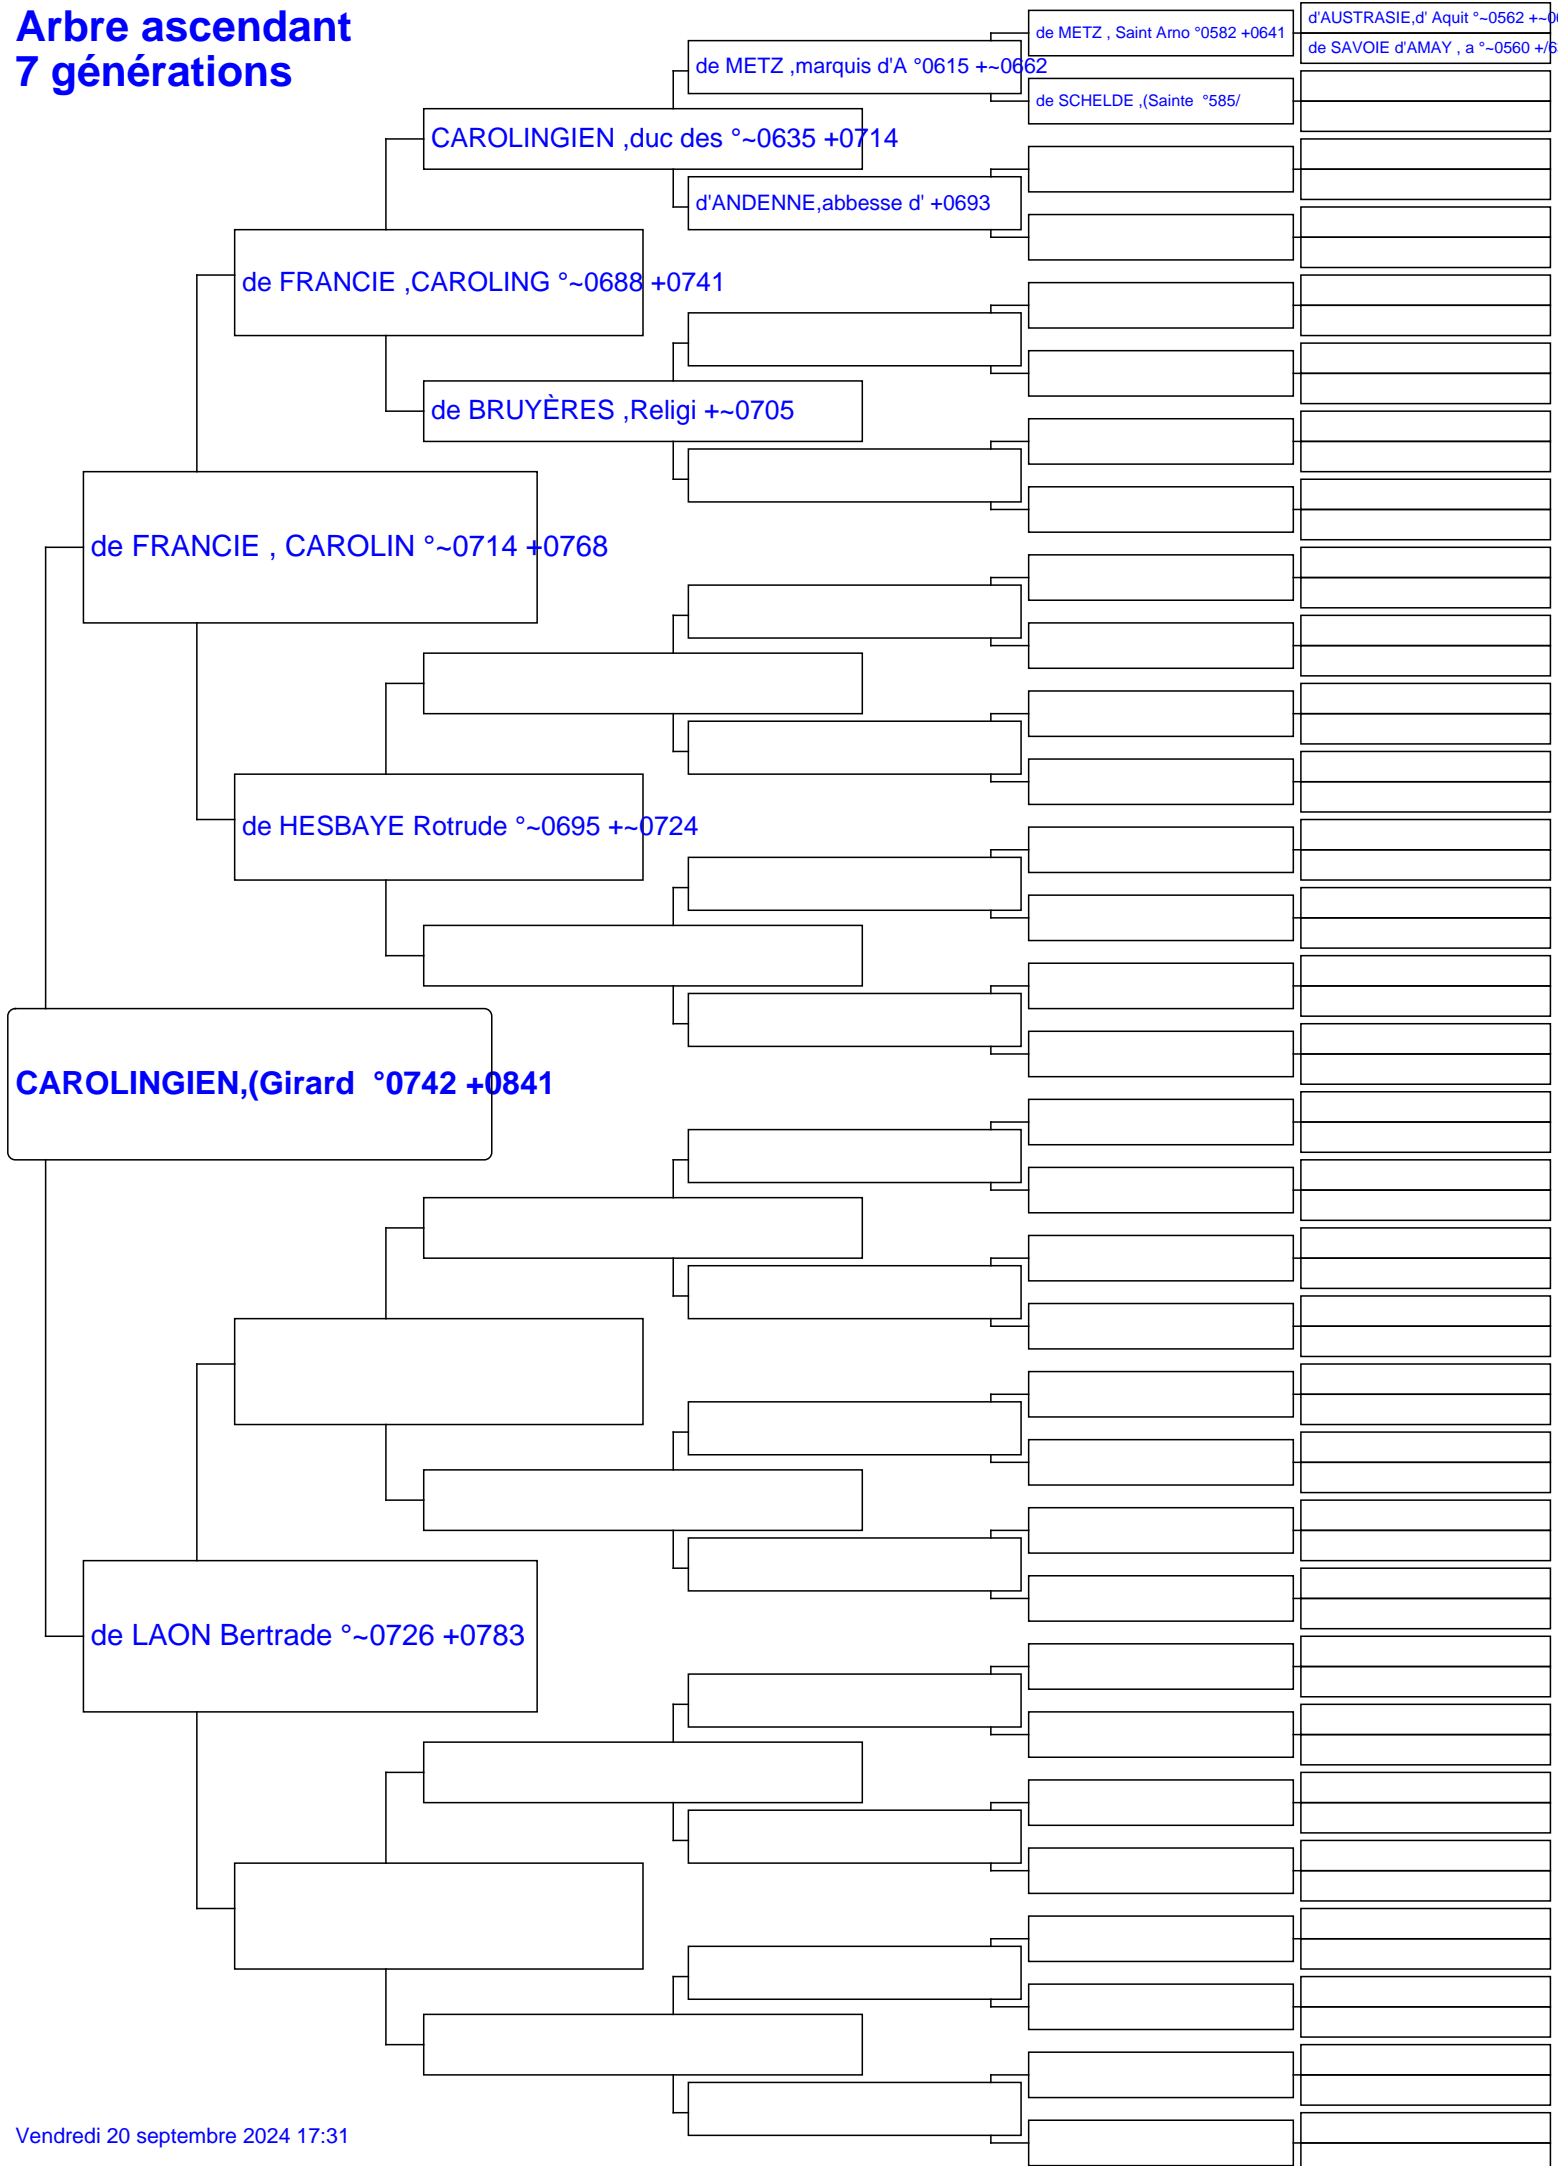 Arbre ascendant
7 générations
d'AUSTRASIE,d' Aquit °~0562 +~0
de METZ , Saint Arno °0582 +0641
de SAVOIE d'AMAY , a °~0560 +/6
de METZ ,marquis d'A °0615 +~0662
de SCHELDE ,(Sainte °585/
CAROLINGIEN ,duc des °~0635 +0714
d'ANDENNE,abbesse d' +0693
de FRANCIE ,CAROLING °~0688 +0741
de BRUYÈRES ,Religi +~0705
de FRANCIE , CAROLIN °~0714 +0768
de HESBAYE Rotrude °~0695 +~0724
CAROLINGIEN,(Girard °0742 +0841
de LAON Bertrade °~0726 +0783
Vendredi 20 septembre 2024 17:31